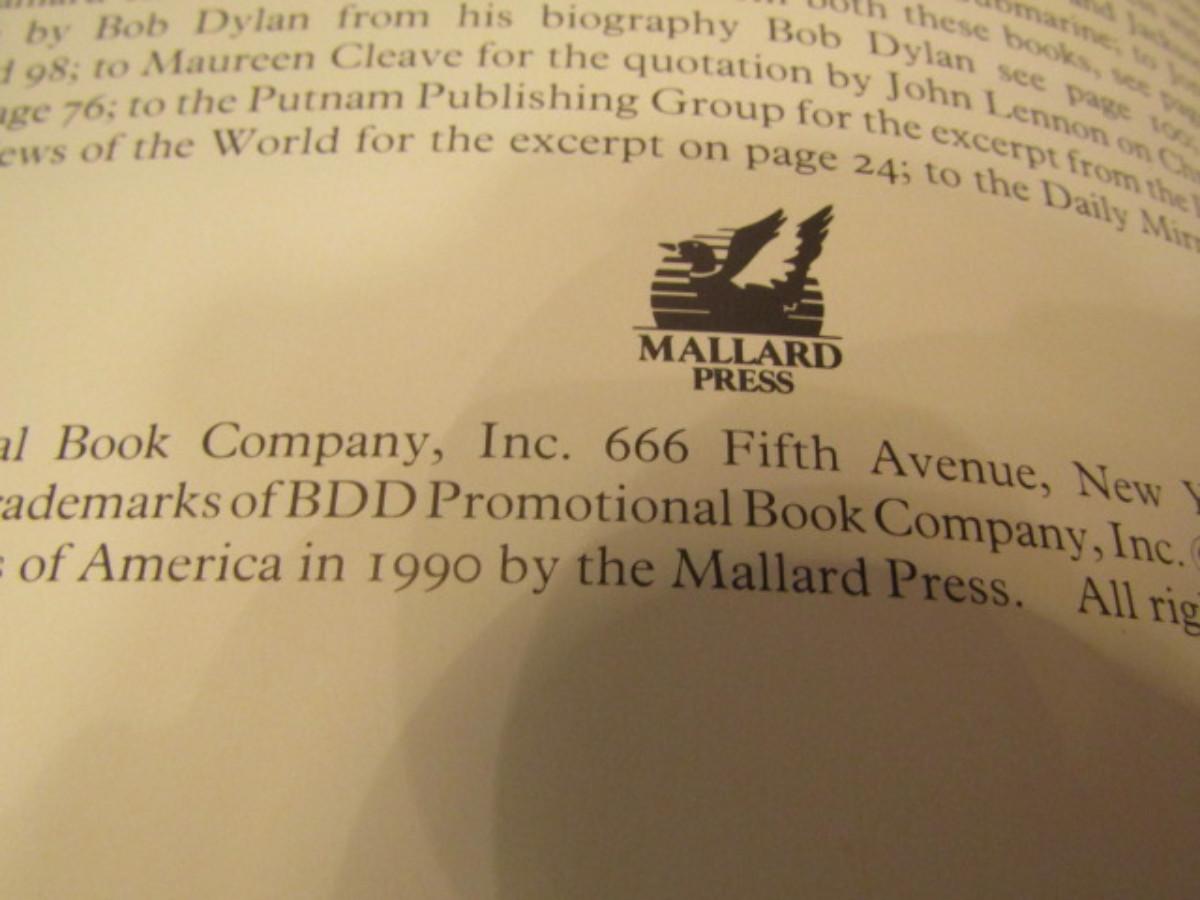 by Bob Dylan from his biography Bob Dylan see page
98; to Maureen Cleave for the quotation by John Lennon on
76; to the Putnam Publishing Group for the excerpt from the
ews of the World for the excerpt on page 24; to the Daily Mirr
MALLARD
PRESS
al Book Company, Inc. 666 Fifth Avenue, New Y
rademarks of BDD Promotional Book Company, Inc.
s of America in 1990 by the Mallard Press. All rig